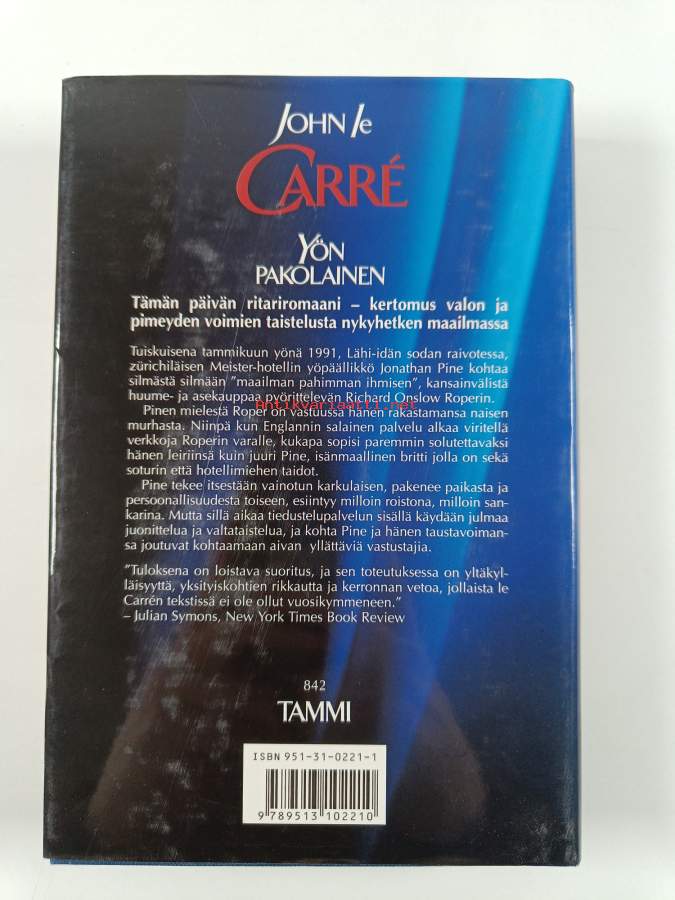 JOHN le
CARRÉ
YÖN
PAKOLAINEN
Tämän päivän ritariromaani – kertomus valon ja
pimeyden voimien taistelusta nykyhetken maailmassa
Tuiskuisena tammikuun yönä 1991, Lähi-idän sodan raivotessa,
zürichiläisen Meister-hotellin yöpäällikkö Jonathan Pine kohtaa
silmästä silmään ”maailman pahimman ihmisen”, kansainvälistä
huume- ja asekauppaa pyörittelevän Richard Onslow Roperin.
Antikvariaatti.net
Pinen mielestä Roper on vastuussa hänen rakastamansa naisen
murhasta. Niinpä kun Englannin salainen palvelu alkaa viritellä
verkkoja Roperin varalle, kukapa sopisi paremmin solutettavaksi
hänen leiriinsä kuin juuri Pine, isänmaallinen britti jolla on sekä
soturin että hotellimiehen taidot.
Pine tekee itsestään vainotun karkulaisen, pakenee paikasta ja
persoonallisuudesta toiseen, esiintyy milloin roistona, milloin san-
karina. Mutta sillä aikaa tiedustelupalvelun sisällä käydään julmaa
juonittelua ja valtataistelua, ja kohta Pine ja hänen taustavoiman-
sa joutuvat kohtaamaan aivan yllättäviä vastustajia.
”Tuloksena on loistava suoritus, ja sen toteutuksessa on yltäkyl-
läisyyttä, yksityiskohtien rikkautta ja kerronnan vetoa, jollaista le
Carrén tekstissä ei ole ollut vuosikymmeneen.”
– Julian Symons, New York Times Book Review
842
TAMMI
ISBN 951-31-0221-1
9 789513 102210